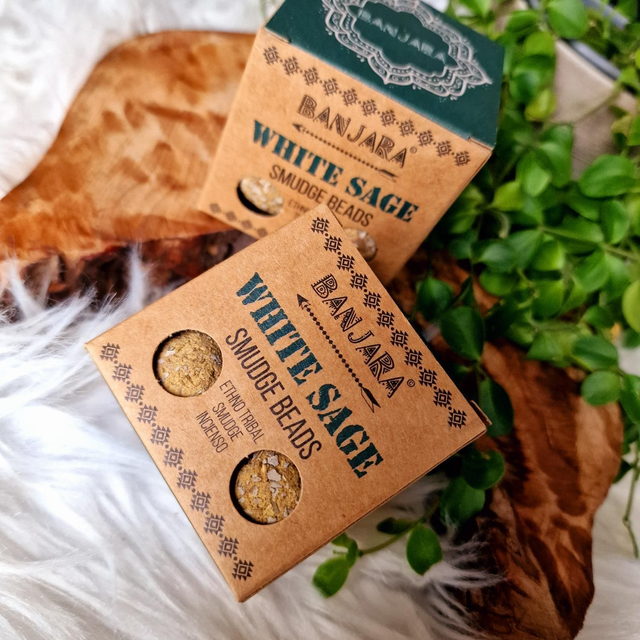 BANJARA
BANJARA®
WHITE SAGE
SMUDGE BEADS
BANJARA®
WHITE SAGE
SMUDGE BEADS
ETHNO TRIBAL
SMUDGE
INCENSO